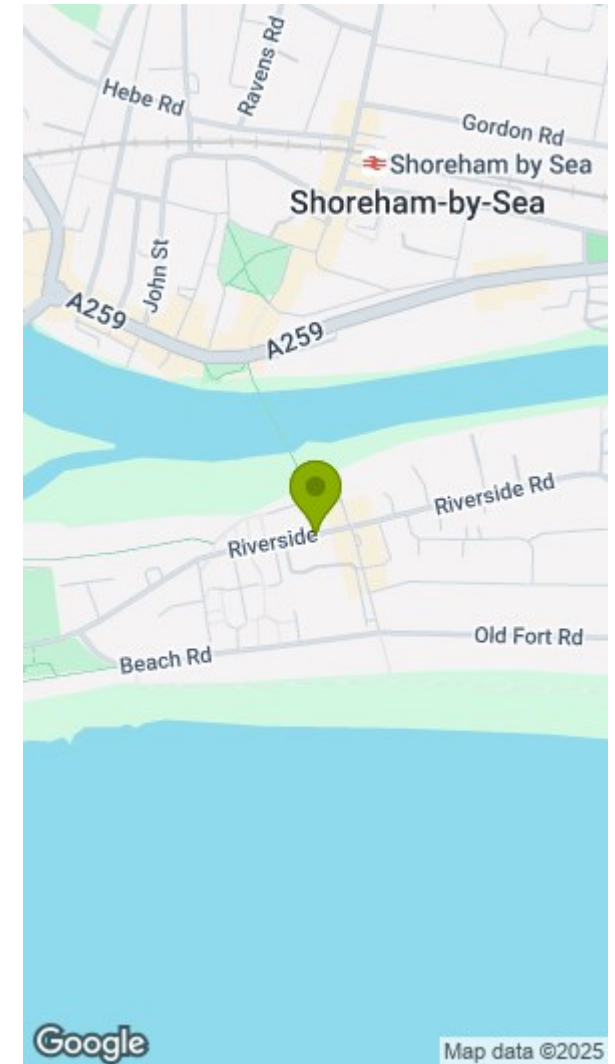 Ravens Rd
Hebe Rd
Gordon Rd
Shoreham by Sea
Shoreham-by-Sea
John St
A259
A259
Riverside Rd
Riverside
Old Fort Rd
Beach Rd
Google
Map data ©2025